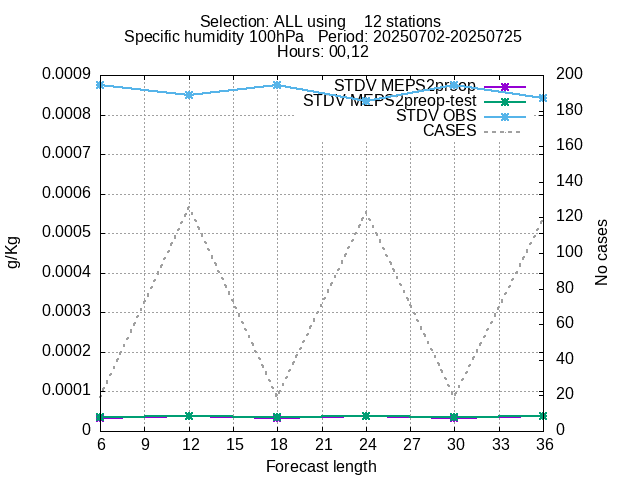 Selection: ALL using    12 stations
Specific humidity 100hPa   Period: 20250702-20250725
Hours: 00,12
0.0009
0.0008
0.0007
0.0006
0.0005
0.0004
0.0003
0.0002
0.0001
0
200
180
160
140
120
100
80
60
40
20
0
STDV MEPS2preop
STDV MEPS2preop-test
STDV OBS
CASES
g/Kg
No cases
6 9 12 15 18 21 24 27 30 33 36
Forecast length